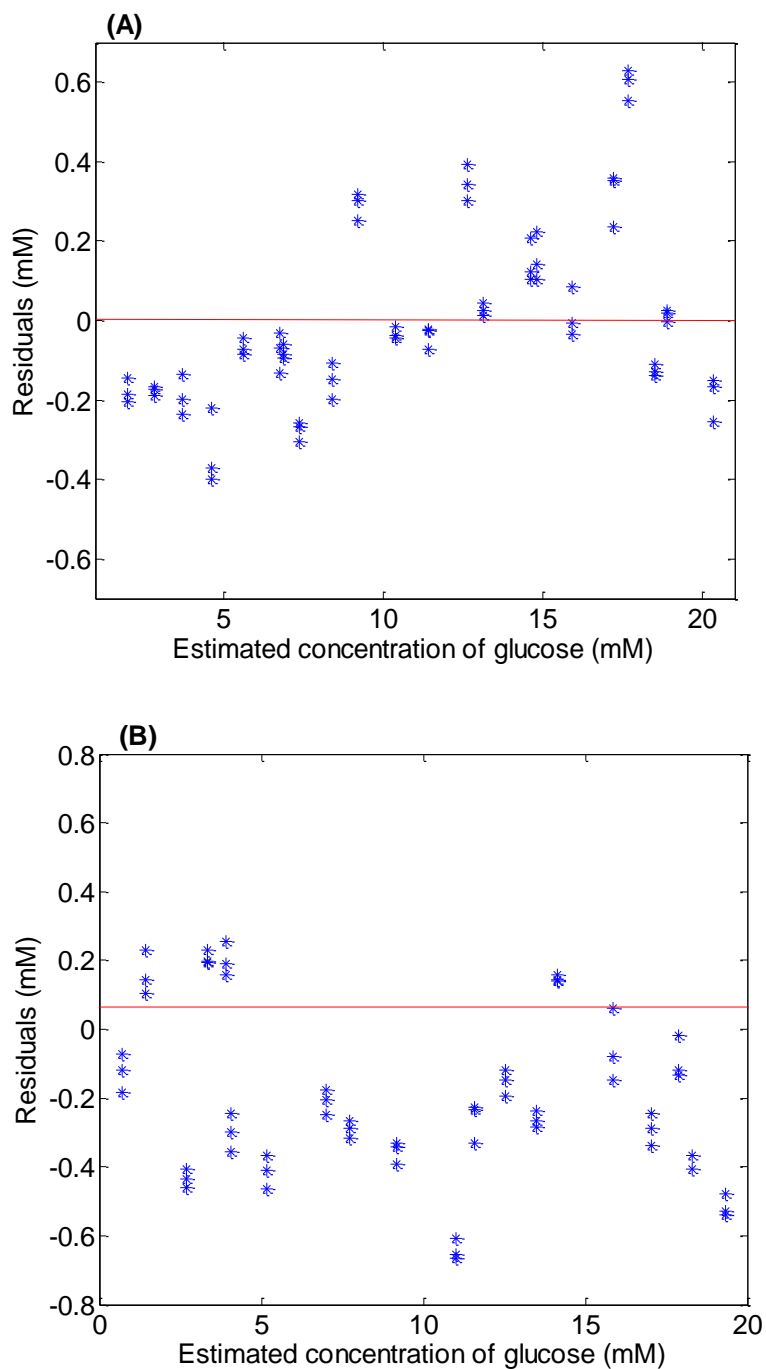 (A)
0.6
0.4
0.2
0
-0.2
-0.4
-0.6
Residuals (mM)
5 10 15 20
Estimated concentration of glucose (mM)
(B)
0.8
0.6
0.4
0.2
0
-0.2
-0.4
-0.6
-0.8
Residuals (mM)
0 5 10 15 20
Estimated concentration of glucose (mM)